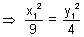 ⇒ x₁²/9 = y₁²/4